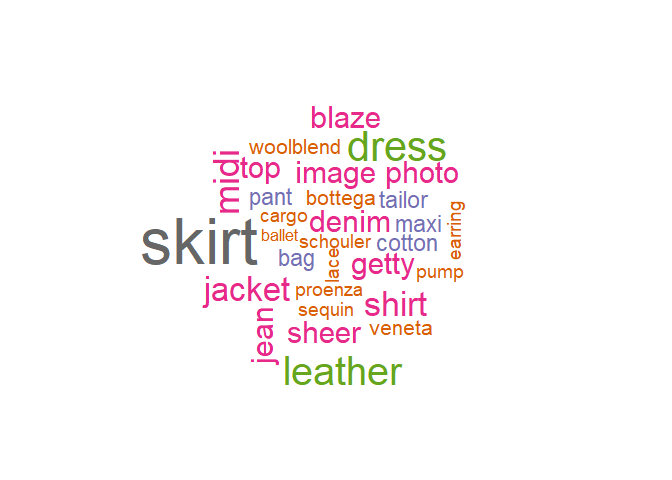 blaze
woolblend
dress
midi
top
image
photo
pant
bottega
tailor
cargo
denim
maxi
earring
skirt
ballet
schouler
cotton
bag
lace
getty
pump
jacket
proenza
shirt
sequin
jean
sheer
veneta
leather